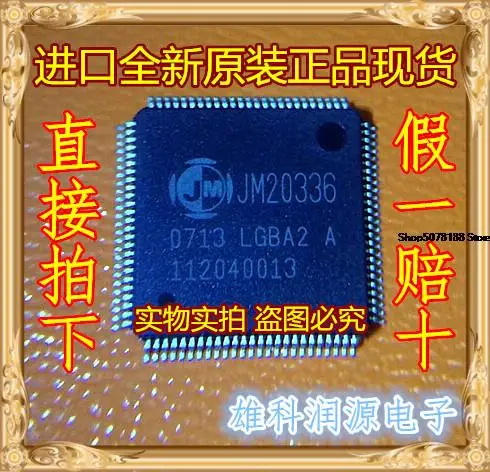 进口全新原装正品现货
直接拍下
假一赔十
Shop5078188 Store
JM
JM20336
0713 LGBA2 A
112040013
实物实拍 盗图必究
雄科润源电子